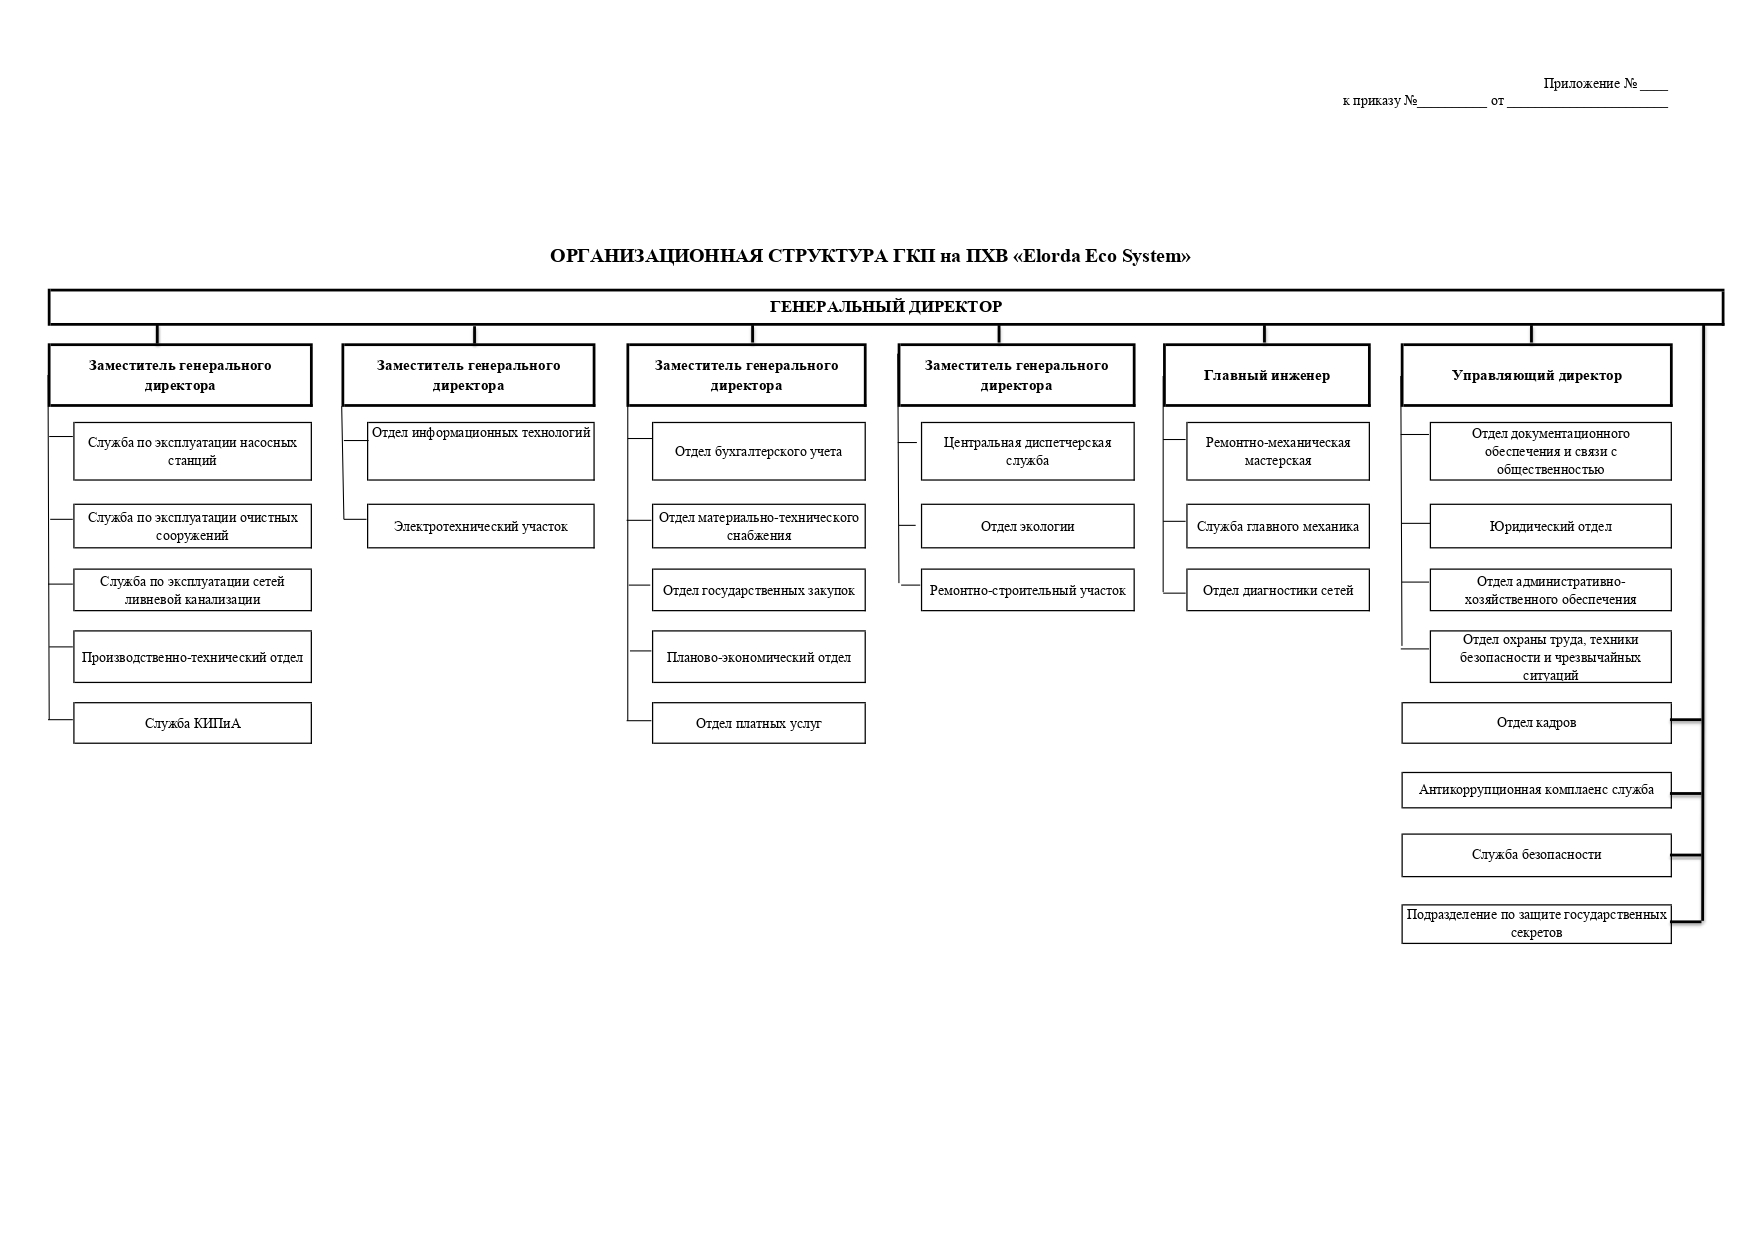 Приложение № ____
к приказу №__________ от _______________________
ОРГАНИЗАЦИОННАЯ СТРУКТУРА ГКП на ПХВ «Elorda Eco System»
ГЕНЕРАЛЬНЫЙ ДИРЕКТОР
Заместитель генерального
директора
Служба по эксплуатации насосных
станций
Служба по эксплуатации очистных
сооружений
Служба по эксплуатации сетей
ливневой канализации
Производственно-технический отдел
Служба КИПиА
Заместитель генерального
директора
Отдел информационных технологий
Электротехнический участок
Заместитель генерального
директора
Отдел бухгалтерского учета
Отдел материально-технического
снабжения
Отдел государственных закупок
Планово-экономический отдел
Отдел платных услуг
Заместитель генерального
директора
Центральная диспетчерская
служба
Отдел экологии
Ремонтно-строительный участок
Главный инженер
Ремонтно-механическая
мастерская
Служба главного механика
Отдел диагностики сетей
Управляющий директор
Отдел документационного
обеспечения и связи с
общественностью
Юридический отдел
Отдел административно-
хозяйственного обеспечения
Отдел охраны труда, техники
безопасности и чрезвычайных
ситуаций
Отдел кадров
Антикоррупционная комплаенс служба
Служба безопасности
Подразделение по защите государственных
секретов